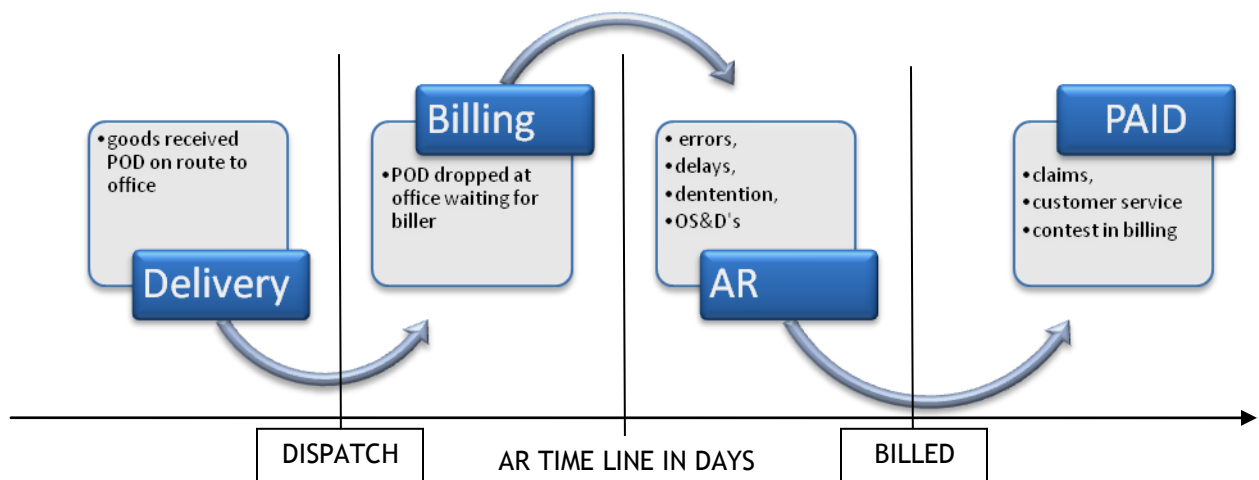 •goods received
POD on route to
office
Delivery
Billing
•POD dropped at
office waiting for
biller
• errors,
•delays,
•dentention,
•OS&D's
AR
PAID
•claims,
•customer service
•contest in billing
DISPATCH
AR TIME LINE IN DAYS
BILLED